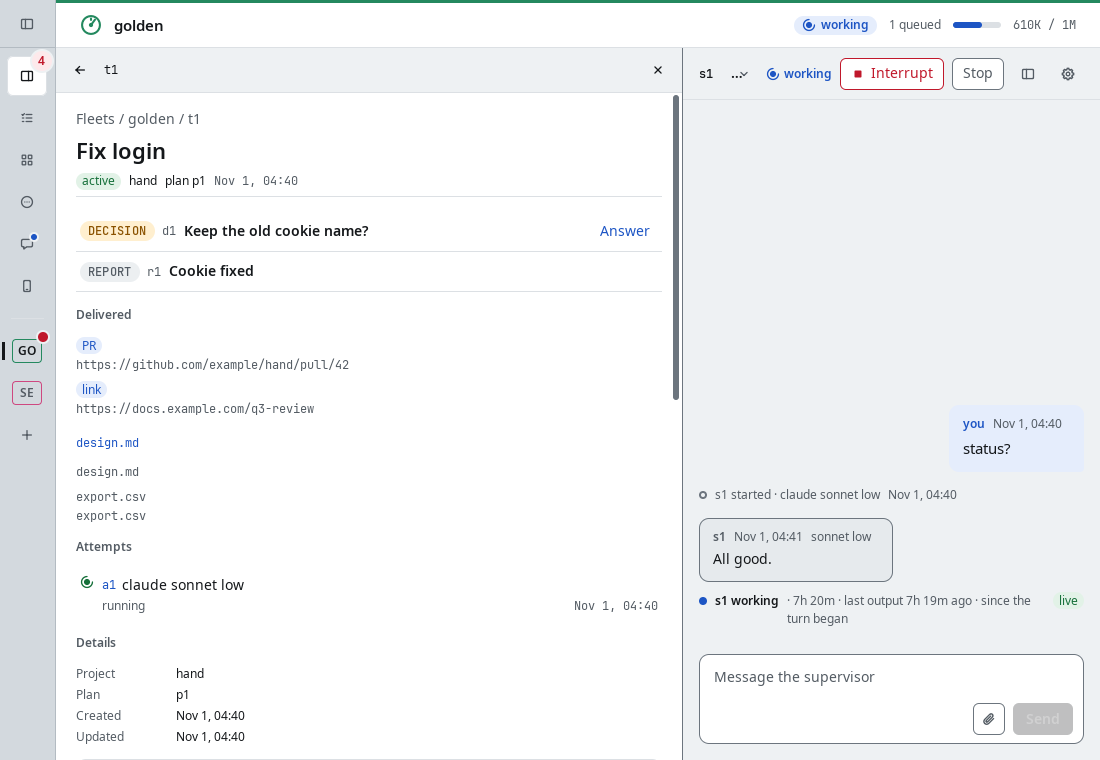 golden
working
1 queued
610K / 1M
4
GO
SE
t1
Fleets / golden / t1
Fix login
active hand plan p1 Nov 1, 04:40
DECISION d1 Keep the old cookie name? Answer
REPORT r1 Cookie fixed
Delivered
PR
https://github.com/example/hand/pull/42
link
https://docs.example.com/q3-review
design.md
design.md
export.csv
export.csv
Attempts
a1 claude sonnet low
running Nov 1, 04:40
Details
Project hand
Plan p1
Created Nov 1, 04:40
Updated Nov 1, 04:40
s1 ... working Interrupt Stop
you Nov 1, 04:40
status?
s1 started · claude sonnet low Nov 1, 04:40
s1 Nov 1, 04:41 sonnet low
All good.
s1 working · 7h 20m · last output 7h 19m ago · since the live
turn began
Message the supervisor
Send